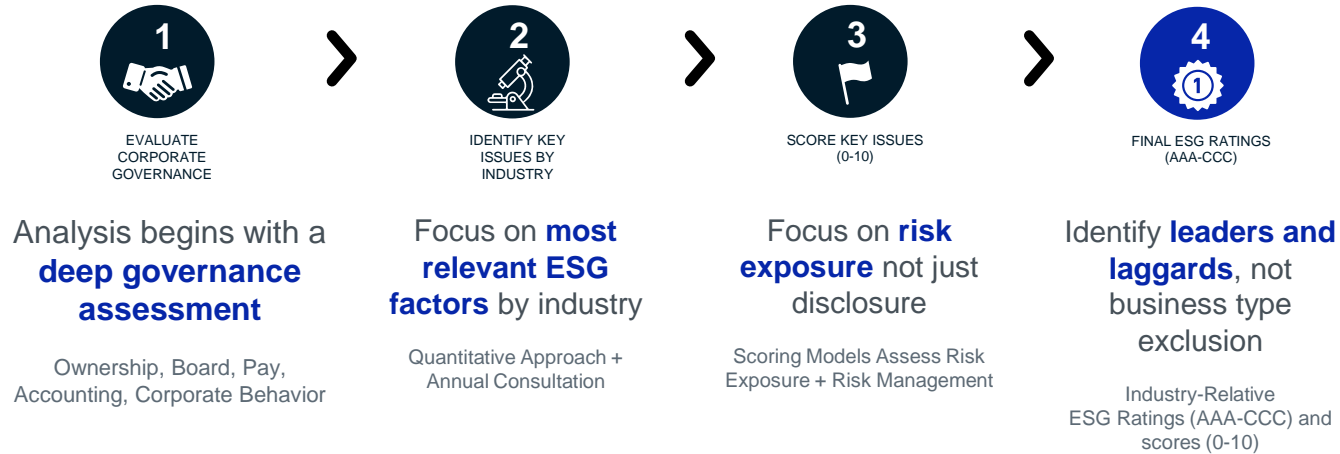 1
EVALUATE
CORPORATE
GOVERNANCE
Analysis begins with a
deep governance
assessment
Ownership, Board, Pay,
Accounting, Corporate Behavior
2
IDENTIFY KEY
ISSUES BY
INDUSTRY
Focus on most
relevant ESG
factors by industry
Quantitative Approach +
Annual Consultation
3
SCORE KEY ISSUES
(0-10)
Focus on risk
exposure not just
disclosure
Scoring Models Assess Risk
Exposure + Risk Management
4
1
FINAL ESG RATINGS
(AAA-CCC)
Identify leaders and
laggards, not
business type
exclusion
Industry-Relative
ESG Ratings (AAA-CCC) and
scores (0-10)